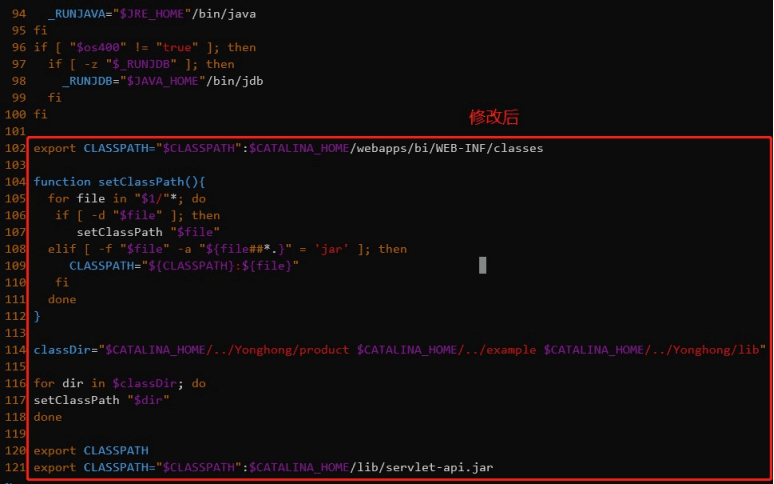 94   _RUNJAVA="$JRE_HOME"/bin/java
95 fi
96 if [ "$os400" != "true" ]; then
97   if [ -z "$_RUNJDB" ]; then
98     _RUNJDB="$JAVA_HOME"/bin/jdb
99   fi
100 fi
修改后
101
102 export CLASSPATH="$CLASSPATH":$CATALINA_HOME/webapps/bi/WEB-INF/classes
103
104 function setClassPath(){
105   for file in "$1/"*; do
106    if [ -d "$file" ]; then
107       setClassPath "$file"
108   elif [ -f "$file" -a "${file##*.}" = 'jar' ]; then
109      CLASSPATH="${CLASSPATH}:${file}"
110    fi
111   done
112 }
113
114 classDir="$CATALINA_HOME/../Yonghong/product $CATALINA_HOME/../example $CATALINA_HOME/../Yonghong/lib"
115
116 for dir in $classDir; do
117 setClassPath "$dir"
118 done
119
120 export CLASSPATH
121 export CLASSPATH="$CLASSPATH":$CATALINA_HOME/lib/servlet-api.jar